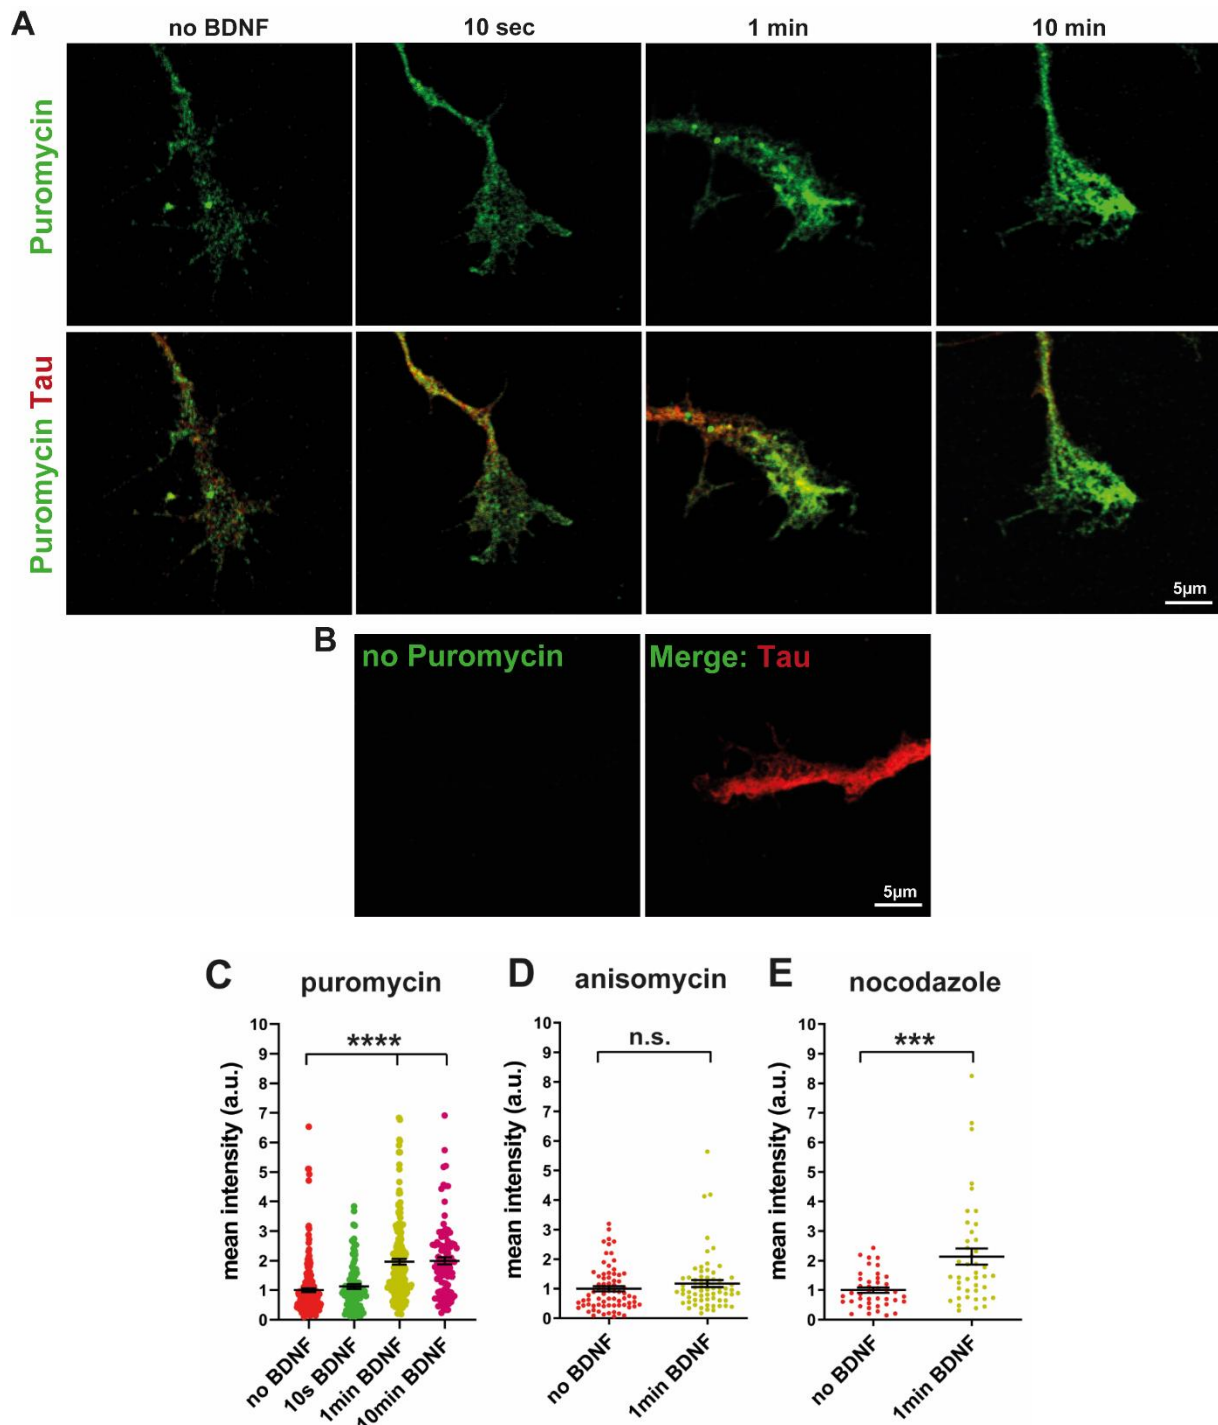 A
no BDNF
10 sec
1 min
10 min
Puromycin
Puromycin Tau
5µm
B
no Puromycin
Merge: Tau
5µm
C
puromycin
mean intensity (a.u.)
10
9
8
7
6
5
4
3
2
1
0
****
no BDNF
10s BDNF
1min BDNF
10min BDNF
D
anisomycin
mean intensity (a.u.)
10
9
8
7
6
5
4
3
2
1
0
n.s.
no BDNF
1min BDNF
E
nocodazole
mean intensity (a.u.)
10
9
8
7
6
5
4
3
2
1
0
***
no BDNF
1min BDNF